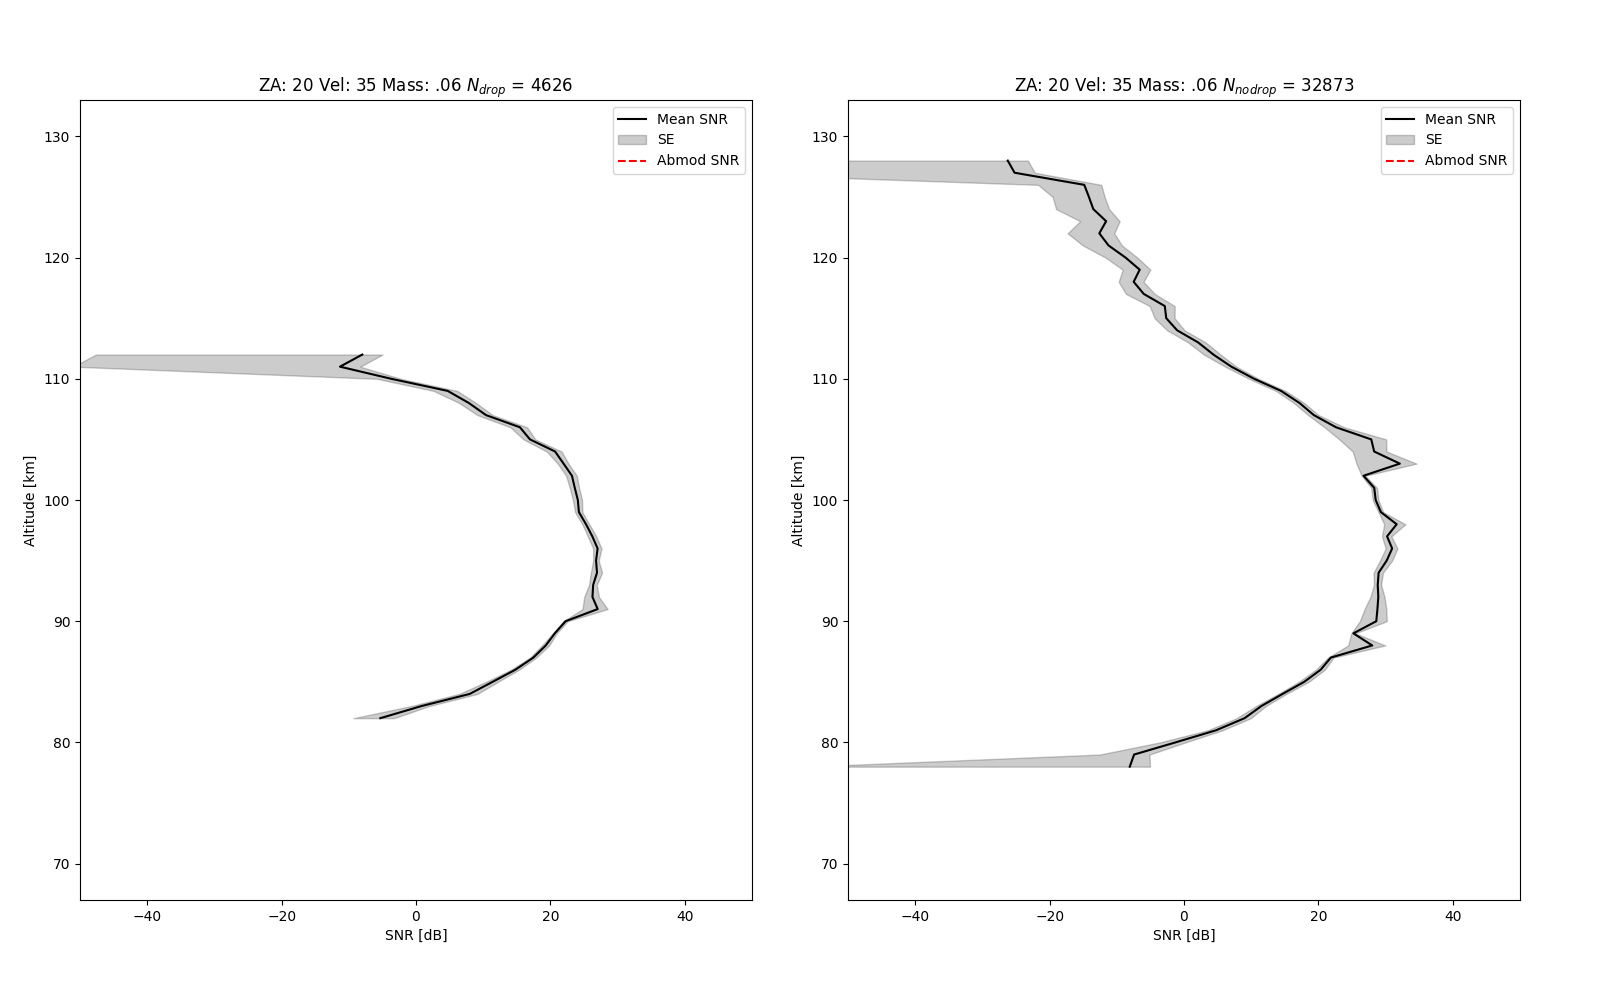 ZA: 20 Vel: 35 Mass: .06 N_drop = 4626
Mean SNR
SE
Abmod SNR
130
120
110
100
90
80
70
Altitude [km]
−40
−20
0
20
40
SNR [dB]
ZA: 20 Vel: 35 Mass: .06 N_nodrop = 32873
Mean SNR
SE
Abmod SNR
130
120
110
100
90
80
70
Altitude [km]
−40
−20
0
20
40
SNR [dB]